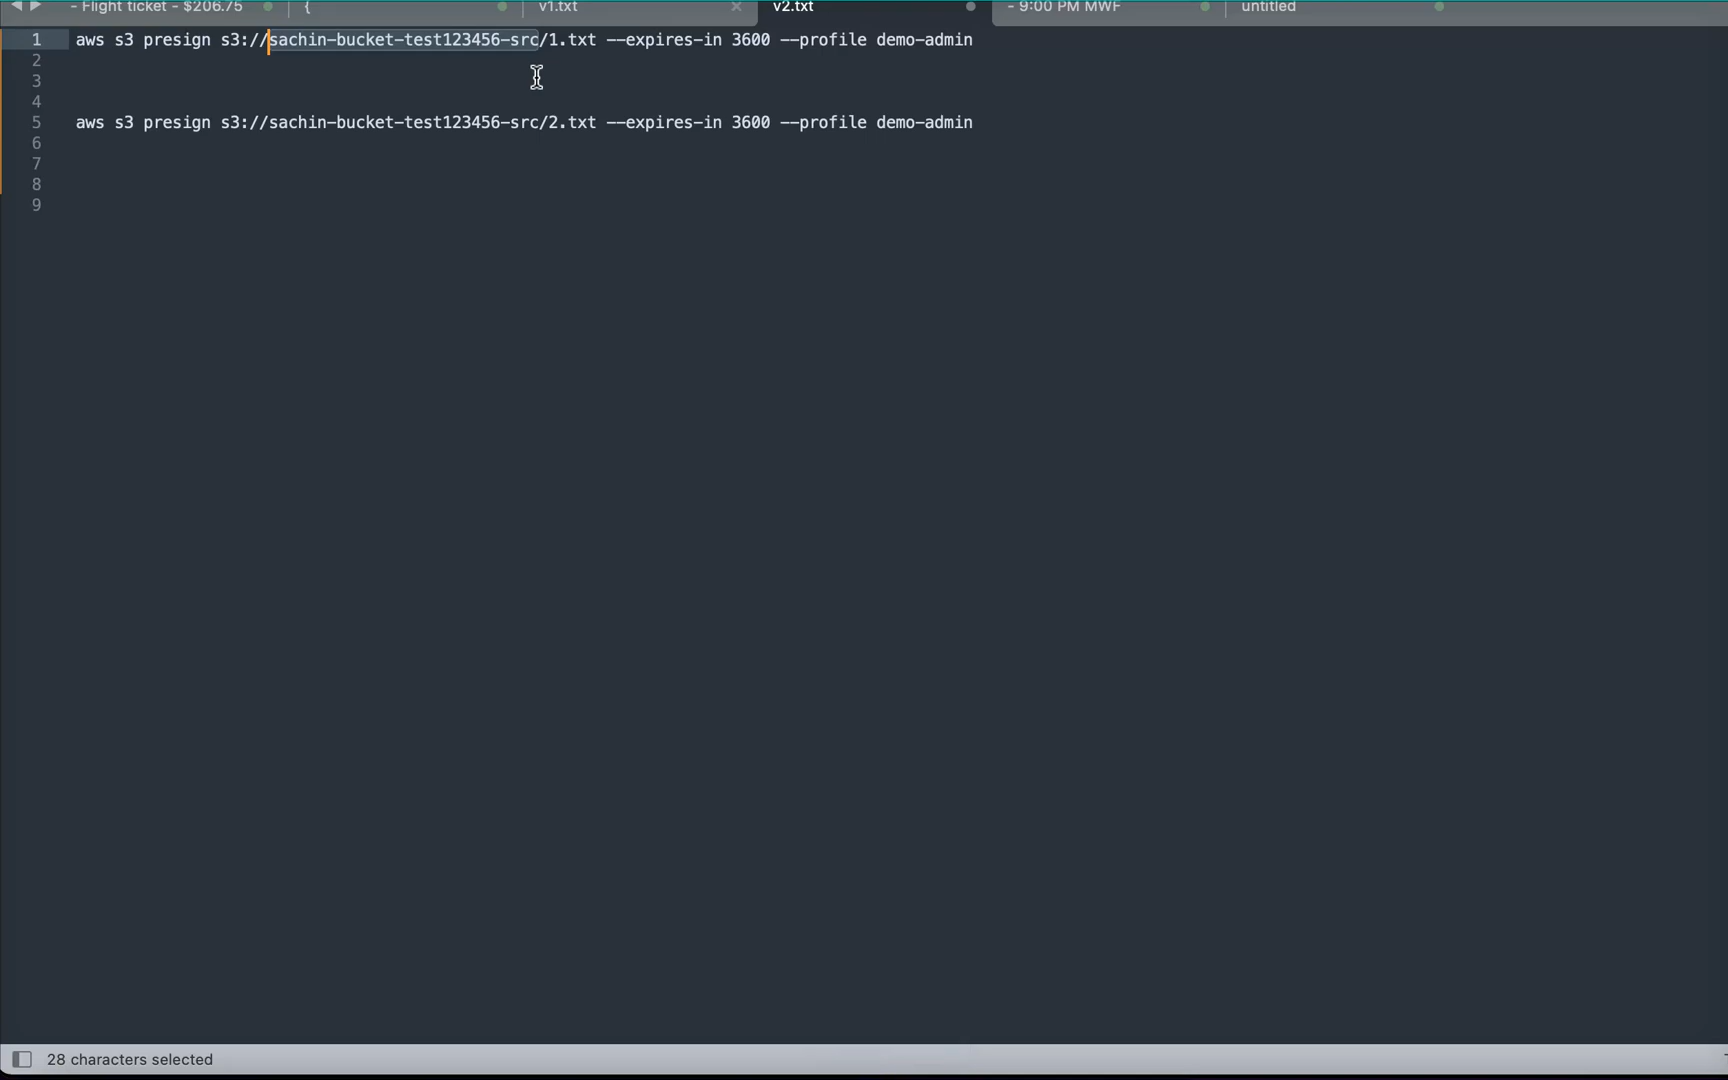 - Flight ticket - $206.75 { v1.txt v2.txt - 9:00 PM MWF untitled
1 aws s3 presign s3://sachin-bucket-test123456-src/1.txt --expires-in 3600 --profile demo-admin
2
3
4
5 aws s3 presign s3://sachin-bucket-test123456-src/2.txt --expires-in 3600 --profile demo-admin
6
7
8
9
28 characters selected